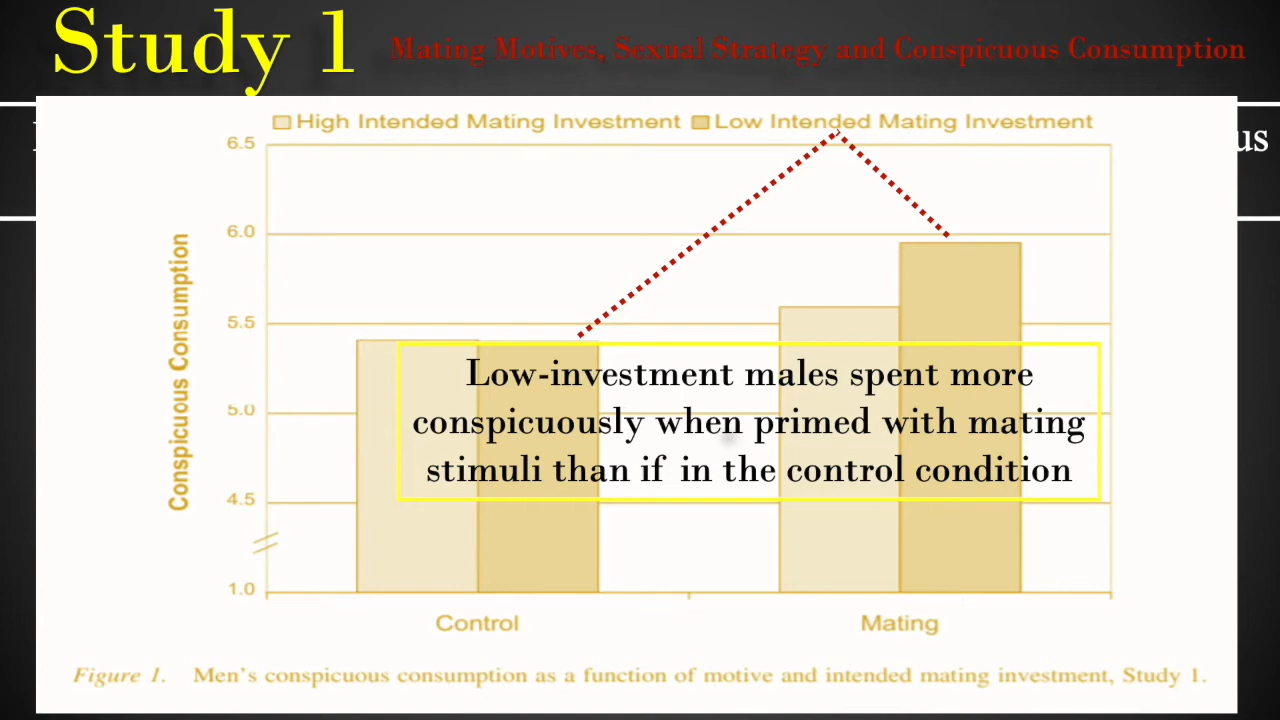 Study 1 Mating Motives, Sexual Strategy and Conspicuous Consumption
High Intended Mating Investment Low Intended Mating Investment
6.5
6.0
5.5
5.0
4.5
1.0
Conspicuous Consumption
Low-investment males spent more
conspicuously when primed with mating
stimuli than if in the control condition
Control Mating
Figure 1. Men's conspicuous consumption as a function of motive and intended mating investment, Study 1.